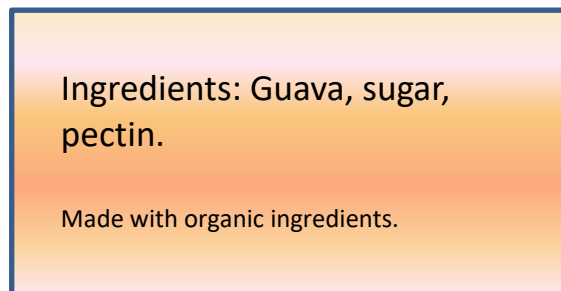 Ingredients: Guava, sugar,
pectin.
Made with organic ingredients.